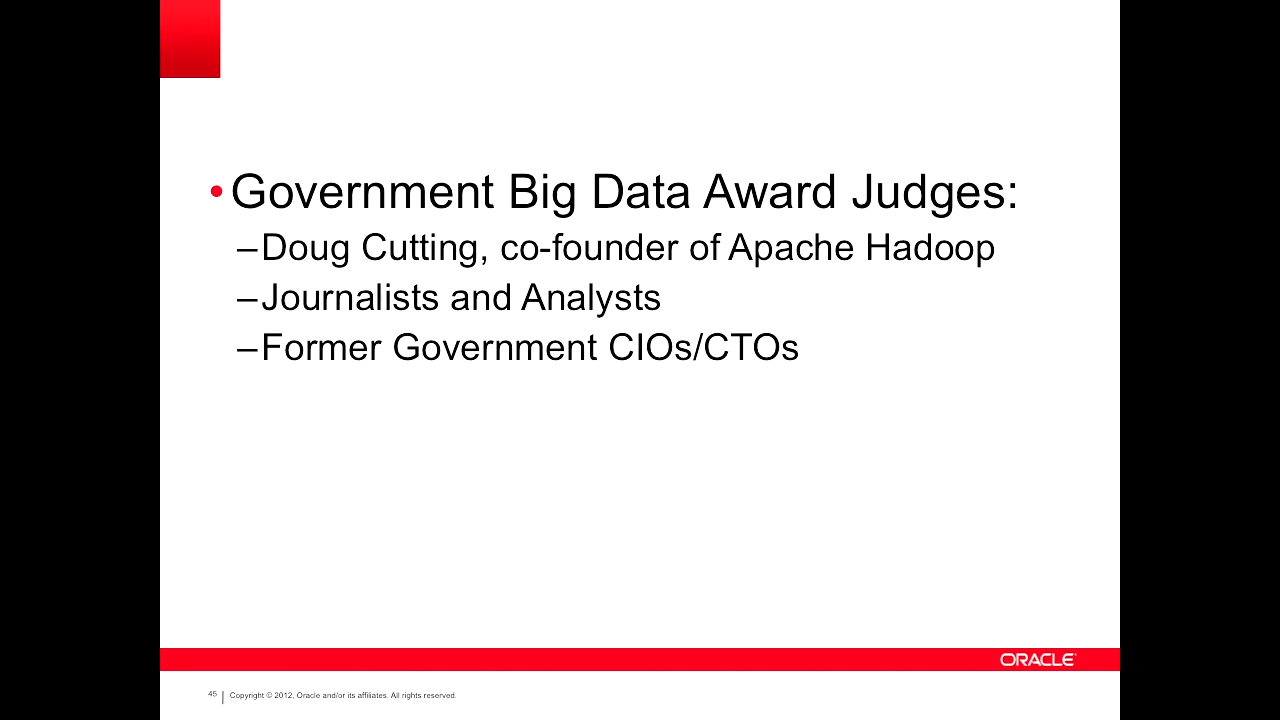 •Government Big Data Award Judges:
–Doug Cutting, co-founder of Apache Hadoop
–Journalists and Analysts
–Former Government CIOs/CTOs
ORACLE
45 | Copyright © 2012, Oracle and/or its affiliates. All rights reserved.